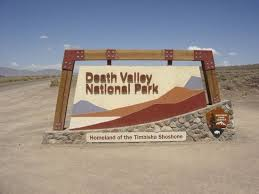 Death Valley
National Park
Homeland of the Timbisha Shoshone